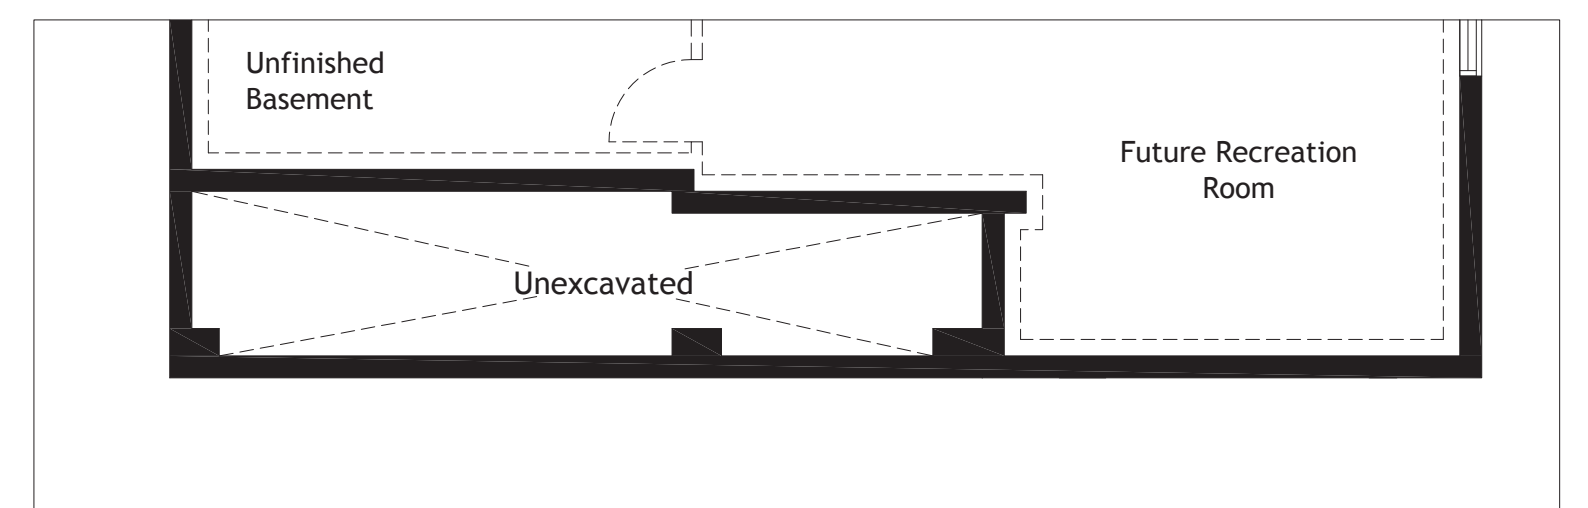 Unfinished
Basement
Future Recreation
Room
Unexcavated